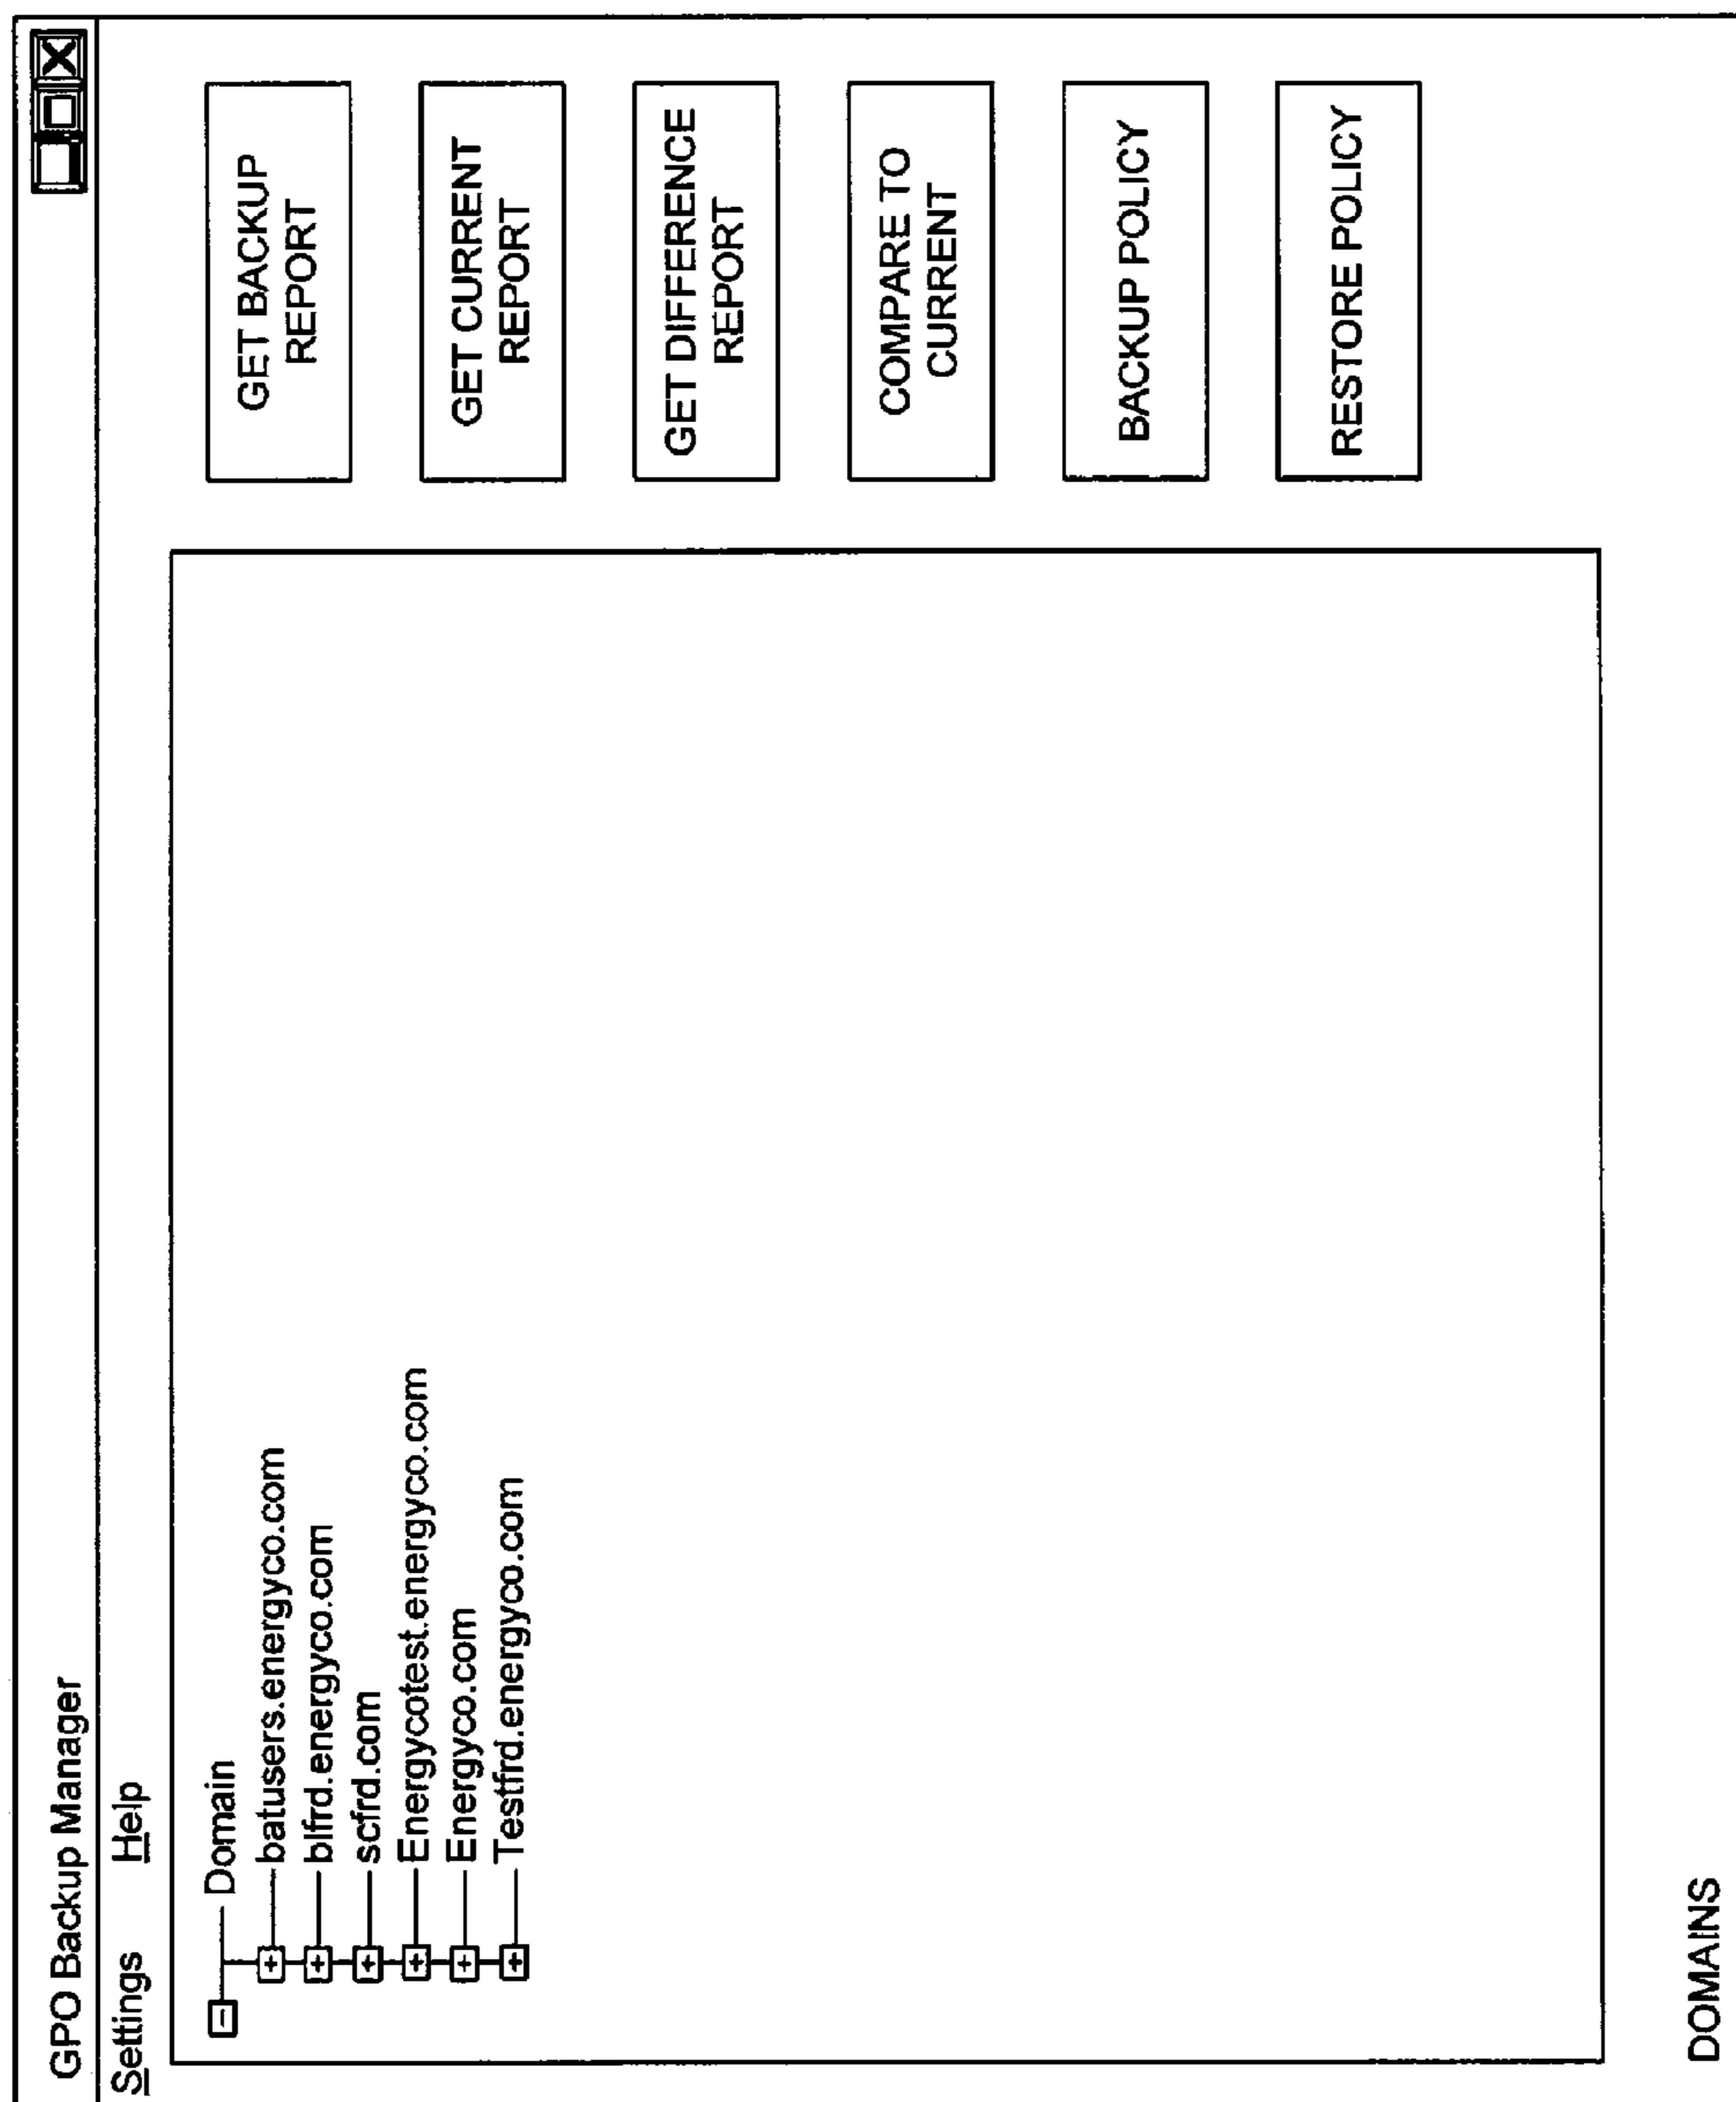 GPO Backup Manager
Settings Help
Domain
batusers.energyco.com
blfrd.energyco.com
scfrd.com
Energycotest.energyco.com
Energyco.com
Testfrd.energyco.com
GET BACKUP
REPORT
GET CURRENT
REPORT
GET DIFFERENCE
REPORT
COMPARE TO
CURRENT
BACKUP POLICY
RESTORE POLICY
DOMAINS